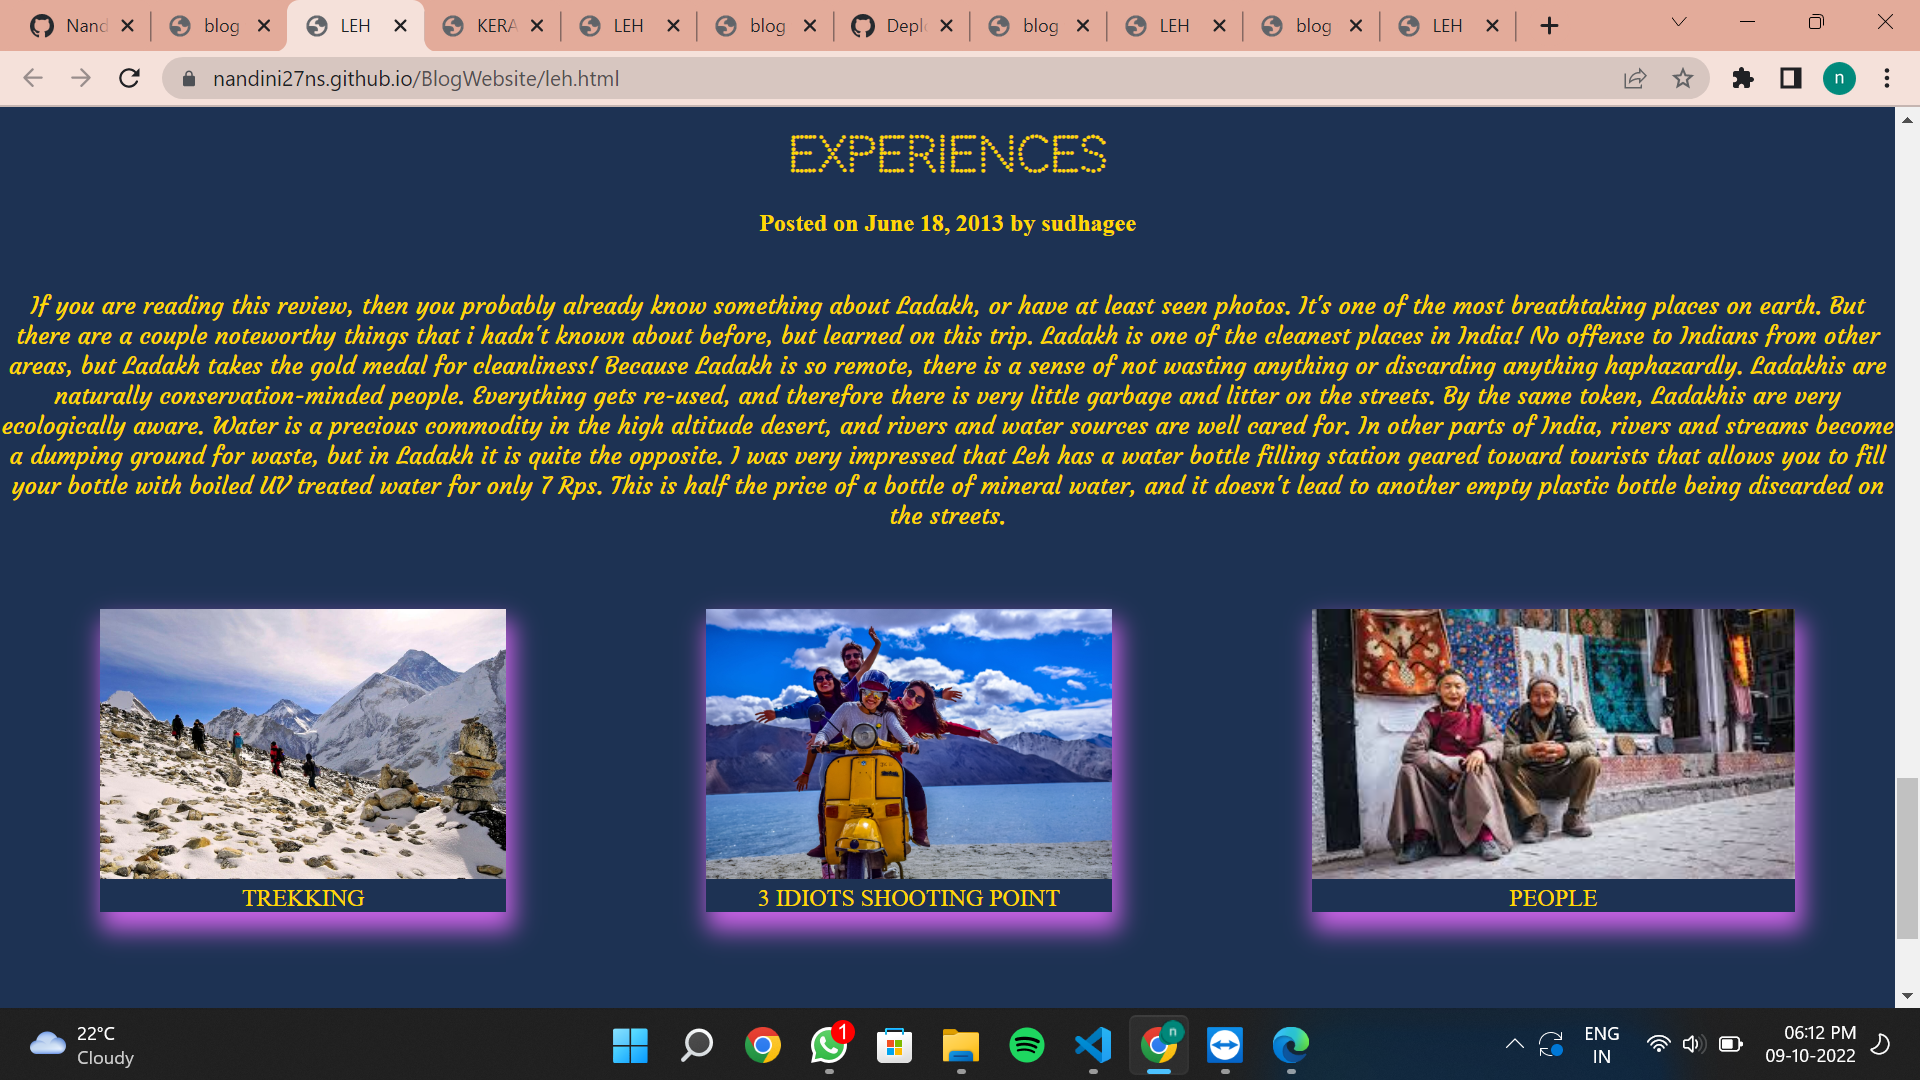 Nand
blog
LEH
KERA
LEH
blog
Deplo
blog
LEH
blog
LEH
nandini27ns.github.io/BlogWebsite/leh.html
n
EXPERIENCES
Posted on June 18, 2013 by sudhagee
If you are reading this review, then you probably already know something about Ladakh, or have at least seen photos. It's one of the most breathtaking places on earth. But
there are a couple noteworthy things that i hadn't known about before, but learned on this trip. Ladakh is one of the cleanest places in India! No offense to Indians from other
areas, but Ladakh takes the gold medal for cleanliness! Because Ladakh is so remote, there is a sense of not wasting anything or discarding anything haphazardly. Ladakhis are
naturally conservation-minded people. Everything gets re-used, and therefore there is very little garbage and litter on the streets. By the same token, Ladakhis are very
ecologically aware. Water is a precious commodity in the high altitude desert, and rivers and water sources are well cared for. In other parts of India, rivers and streams become
a dumping ground for waste, but in Ladakh it is quite the opposite. I was very impressed that Leh has a water bottle filling station geared toward tourists that allows you to fill
your bottle with boiled UV treated water for only 7 Rps. This is half the price of a bottle of mineral water, and it doesn't lead to another empty plastic bottle being discarded on
the streets.
TREKKING
3 IDIOTS SHOOTING POINT
PEOPLE
22°C
Cloudy
1
n
ENG
IN
06:12 PM
09-10-2022